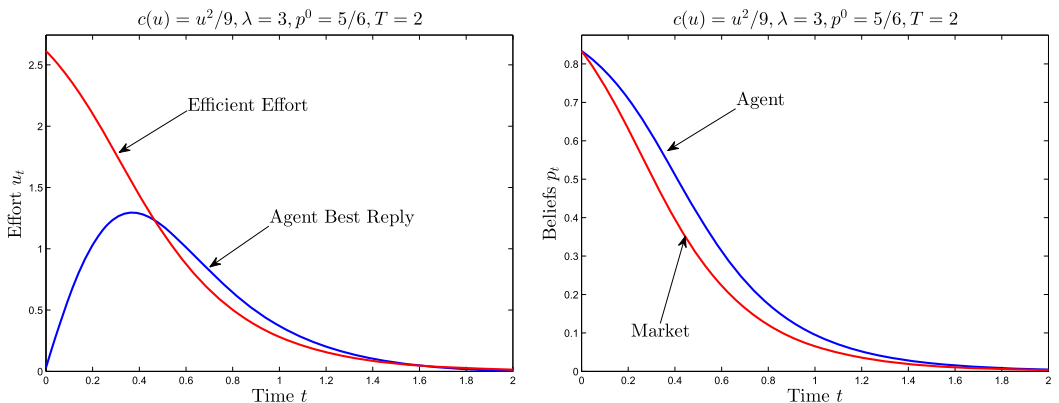 c(u) = u²/9, λ = 3, p⁰ = 5/6, T = 2
2.5
2
1.5
1
0.5
0
Effort uₜ
Efficient Effort
Agent Best Reply
0 0.2 0.4 0.6 0.8 1 1.2 1.4 1.6 1.8 2
Time t
c(u) = u²/9, λ = 3, p⁰ = 5/6, T = 2
0.8
0.7
0.6
0.5
0.4
0.3
0.2
0.1
0
Beliefs pₜ
Agent
Market
0 0.2 0.4 0.6 0.8 1 1.2 1.4 1.6 1.8 2
Time t